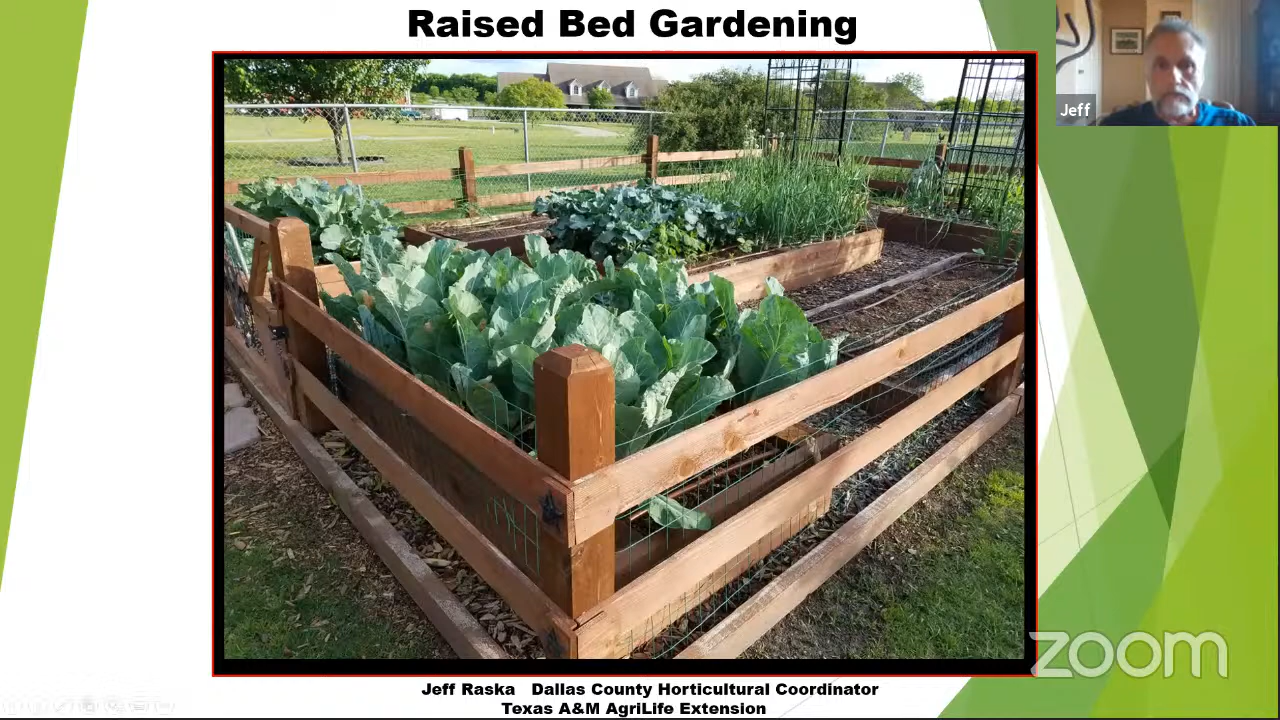 Raised Bed Gardening
Jeff
zoom
Jeff Raska Dallas County Horticultural Coordinator
Texas A&M AgriLife Extension